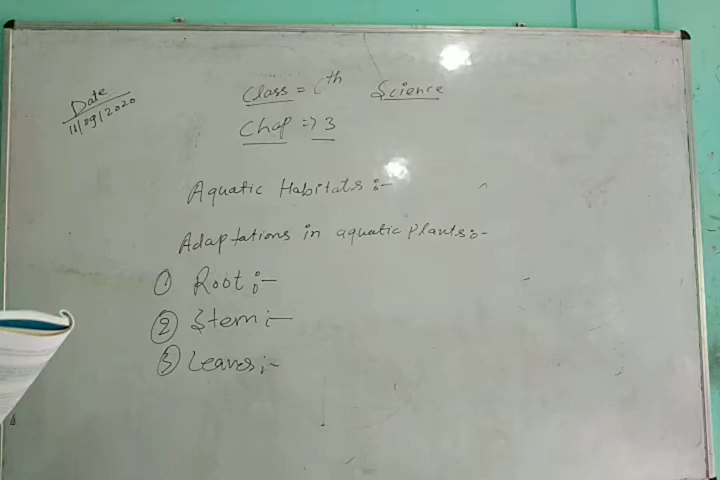 Date
11/09/2020
Class = 6th Science
Chap => 3
Aquatic Habitats :-
Adaptations in aquatic plants :-
① Root :-
② Stem :-
③ Leaves :-